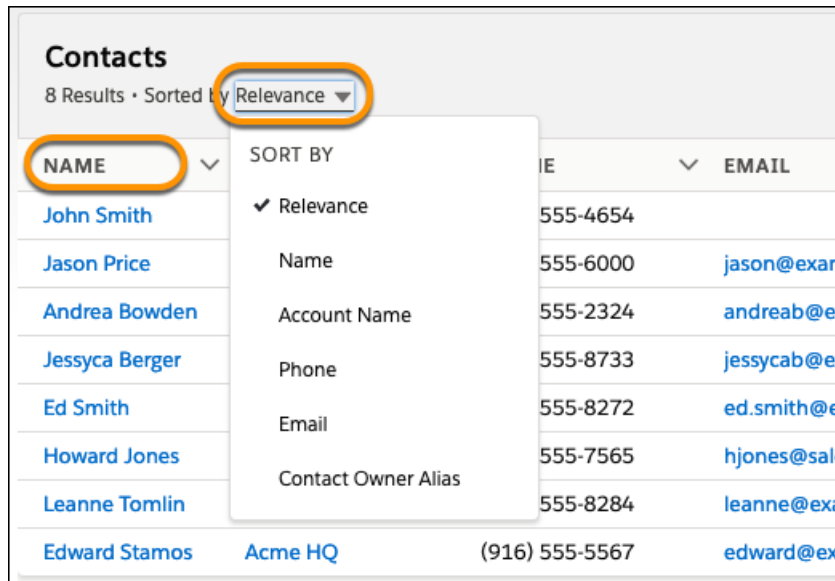 Contacts
8 Results • Sorted by Relevance
NAME
SORT BY
EMAIL
Relevance
Name
Account Name
Phone
Email
Contact Owner Alias
John Smith 555-4654
Jason Price 555-6000
Andrea Bowden 555-2324
Jessyca Berger 555-8733
Ed Smith 555-8272
Howard Jones 555-7565
Leanne Tomlin 555-8284
Edward Stamos Acme HQ (916) 555-5567